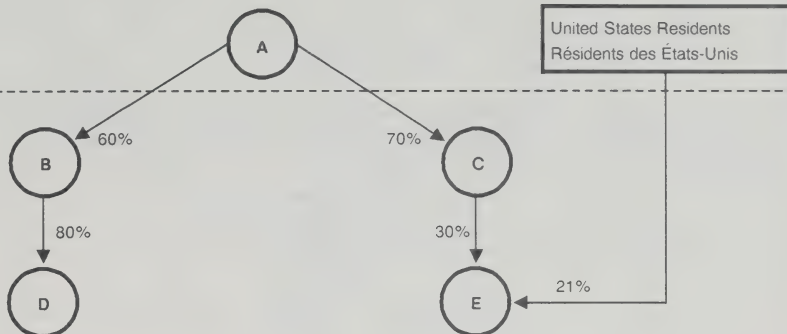 A
United States Residents
Résidents des États-Unis
60%
70%
B
C
80%
30%
21%
D
E